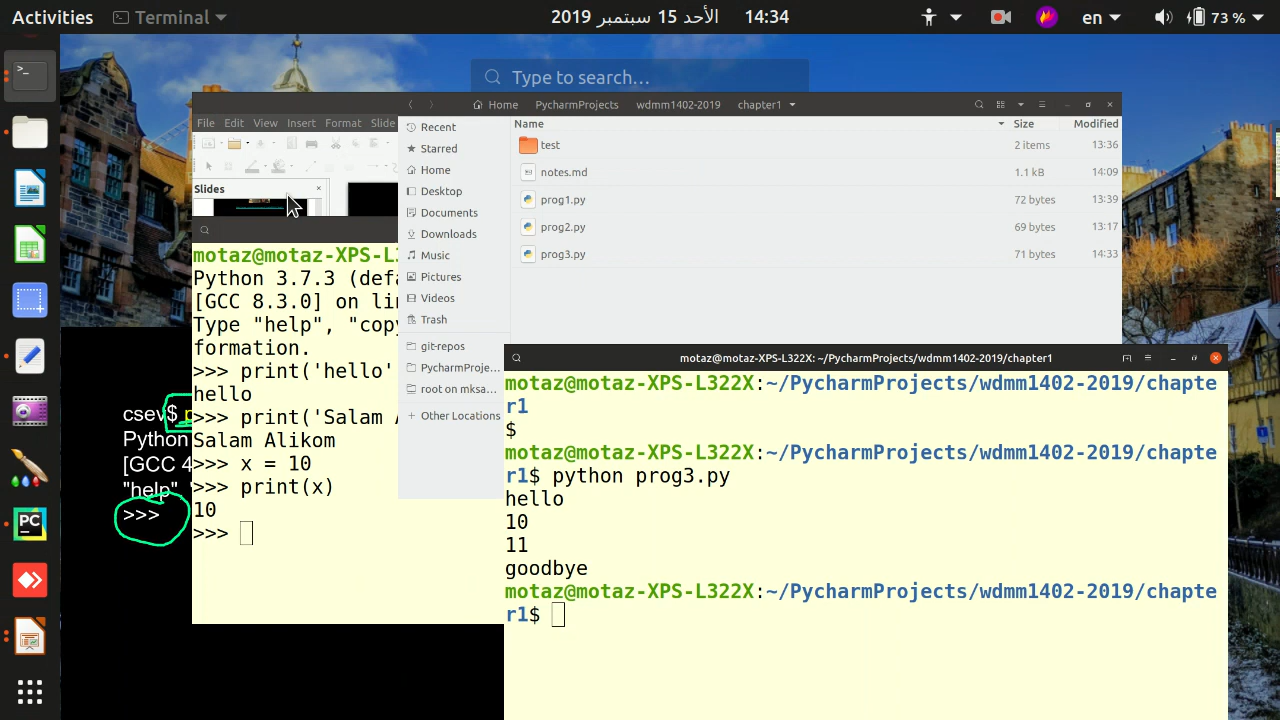 Activities
Terminal
الأحد 15 سبتمبر 2019 14:34
en
73 %
Type to search...
Home
PycharmProjects
wdmm1402-2019
chapter1
File Edit View Insert Format Slide
Slides
Recent
Starred
Home
Desktop
Documents
Downloads
Music
Pictures
Videos
Trash
git-repos
PycharmProje...
root on mksa...
Other Locations
Name Size Modified
test 2 items 13:36
notes.md 1.1 kB 14:09
prog1.py 72 bytes 13:39
prog2.py 69 bytes 13:17
prog3.py 71 bytes 14:33
motaz@motaz-XPS-L3
Python 3.7.3 (defa
[GCC 8.3.0] on lin
Type "help", "copy
formation.
>>> print('hello'
hello
>>> print('Salam A
Salam Alikom
>>> x = 10
>>> print(x)
10
>>>
csev$ p
Python
[GCC 4
"help",
>>>
motaz@motaz-XPS-L322X: ~/PycharmProjects/wdmm1402-2019/chapter1
motaz@motaz-XPS-L322X:~/PycharmProjects/wdmm1402-2019/chapte
r1
$
motaz@motaz-XPS-L322X:~/PycharmProjects/wdmm1402-2019/chapte
r1$ python prog3.py
hello
10
11
goodbye
motaz@motaz-XPS-L322X:~/PycharmProjects/wdmm1402-2019/chapte
r1$
PC